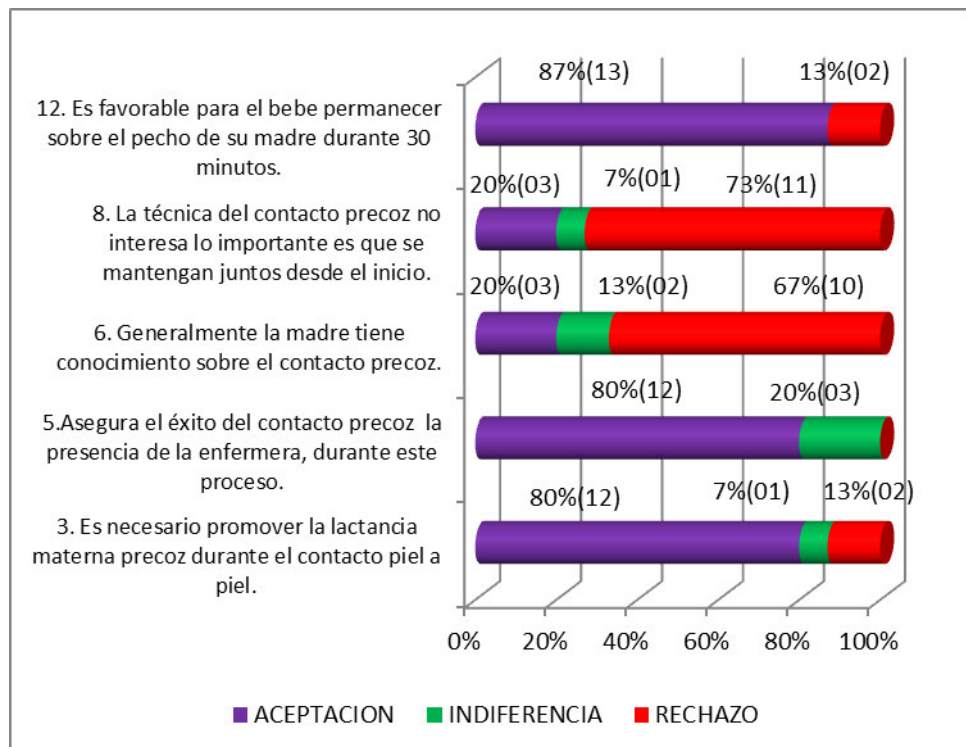 87%(13) 13%(02)
12. Es favorable para el bebe permanecer
sobre el pecho de su madre durante 30
minutos.
20%(03) 7%(01) 73%(11)
8. La técnica del contacto precoz no
interesa lo importante es que se
mantengan juntos desde el inicio.
20%(03) 13%(02) 67%(10)
6. Generalmente la madre tiene
conocimiento sobre el contacto precoz.
80%(12) 20%(03)
5.Asegura el éxito del contacto precoz la
presencia de la enfermera, durante este
proceso.
80%(12) 7%(01) 13%(02)
3. Es necesario promover la lactancia
materna precoz durante el contacto piel a
piel.
0% 20% 40% 60% 80% 100%
ACEPTACION INDIFERENCIA RECHAZO